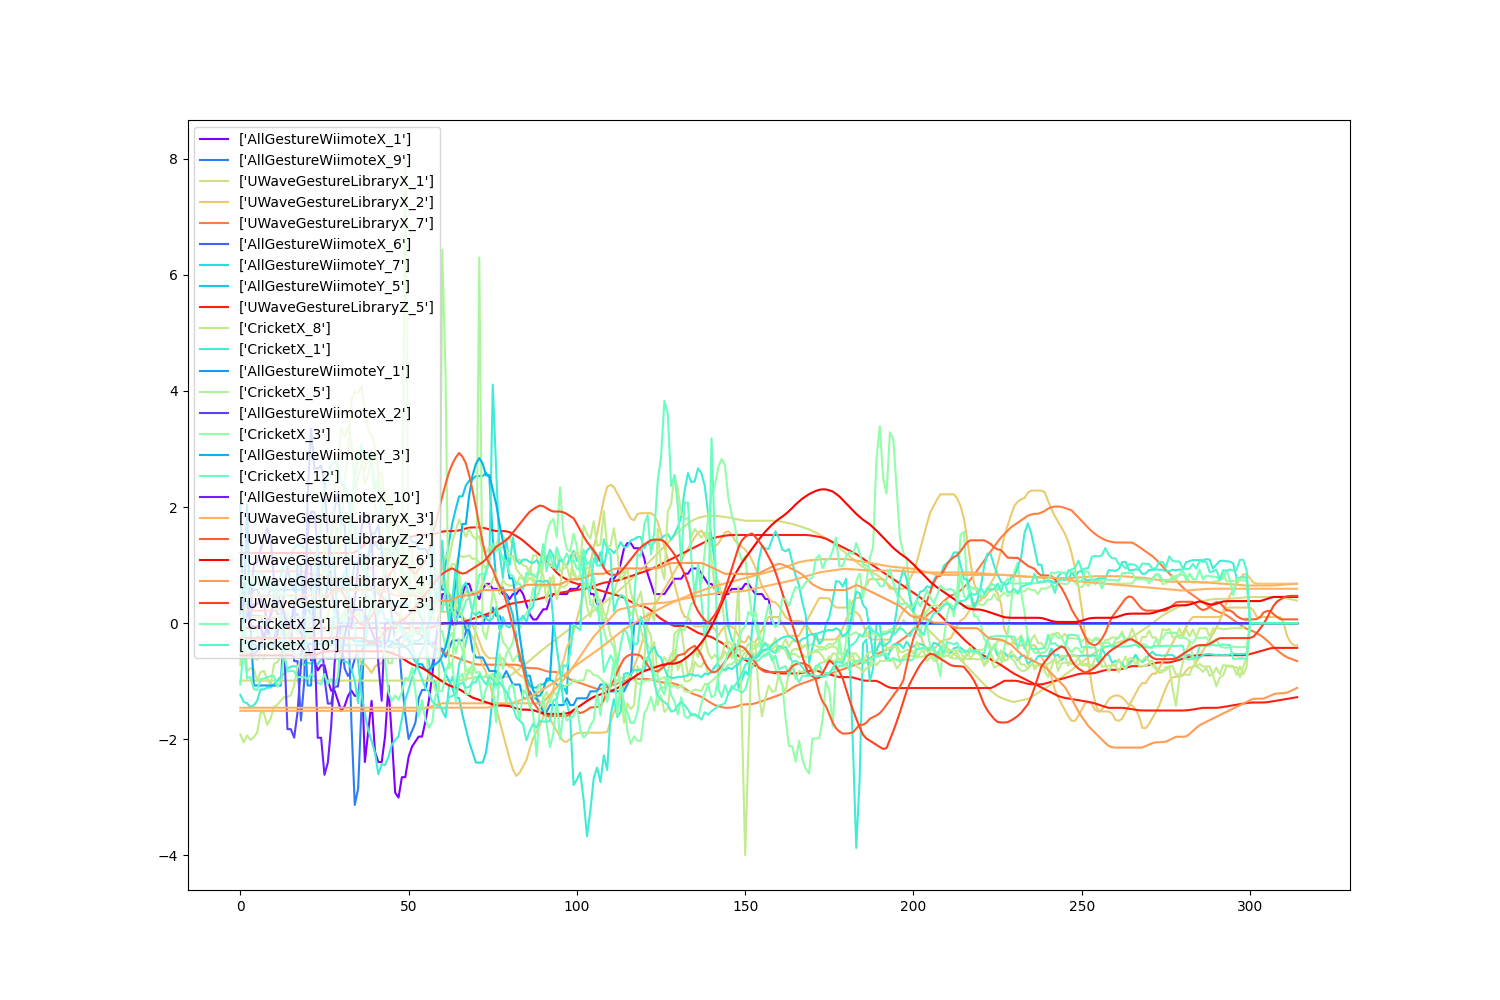 ['AllGestureWiimoteX_1']
['AllGestureWiimoteX_9']
['UWaveGestureLibraryX_1']
['UWaveGestureLibraryX_2']
['UWaveGestureLibraryX_7']
['AllGestureWiimoteX_6']
['AllGestureWiimoteY_7']
['AllGestureWiimoteY_5']
['UWaveGestureLibraryZ_5']
['CricketX_8']
['CricketX_1']
['AllGestureWiimoteY_1']
['CricketX_5']
['AllGestureWiimoteX_2']
['CricketX_3']
['AllGestureWiimoteY_3']
['CricketX_12']
['AllGestureWiimoteX_10']
['UWaveGestureLibraryX_3']
['UWaveGestureLibraryZ_2']
['UWaveGestureLibraryZ_6']
['UWaveGestureLibraryX_4']
['UWaveGestureLibraryZ_3']
['CricketX_2']
['CricketX_10']
8
6
4
2
0
−2
−4
0 50 100 150 200 250 300